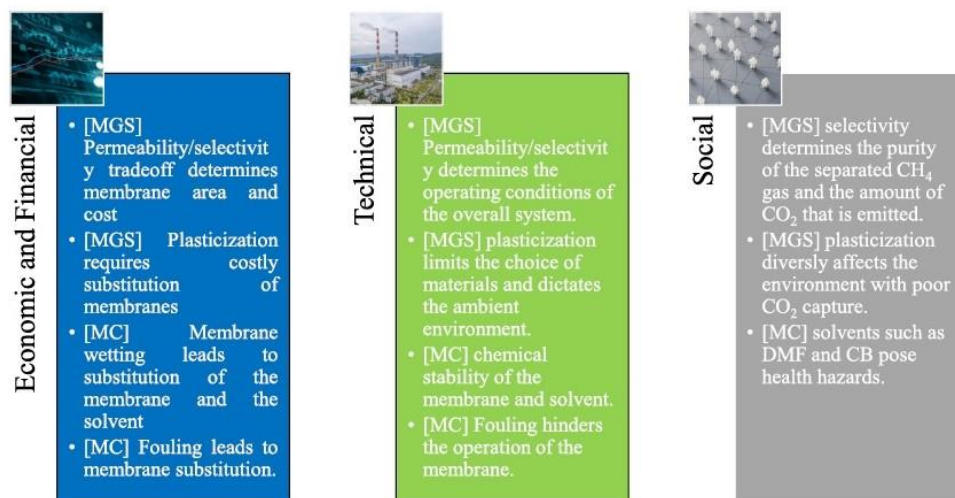 Economic and Financial
• [MGS]
Permeability/selectivit
y tradeoff determines
membrane area and
cost
• [MGS] Plasticization
requires costly
substitution of
membranes
• [MC] Membrane
wetting leads to
substitution of the
membrane and the
solvent
• [MC] Fouling leads to
membrane substitution.
Technical
• [MGS]
Permeability/selectivit
y determines the
operating conditions
of the overall system.
• [MGS] plasticization
limits the choice of
materials and dictates
the ambient
environment.
• [MC] chemical
stability of the
membrane and solvent.
• [MC] Fouling hinders
the operation of the
membrane.
Social
• [MGS] selectivity
determines the purity
of the separated CH₄
gas and the amount of
CO₂ that is emitted.
• [MGS] plasticization
diversly affects the
environment with poor
CO₂ capture.
• [MC] solvents such as
DMF and CB pose
health hazards.